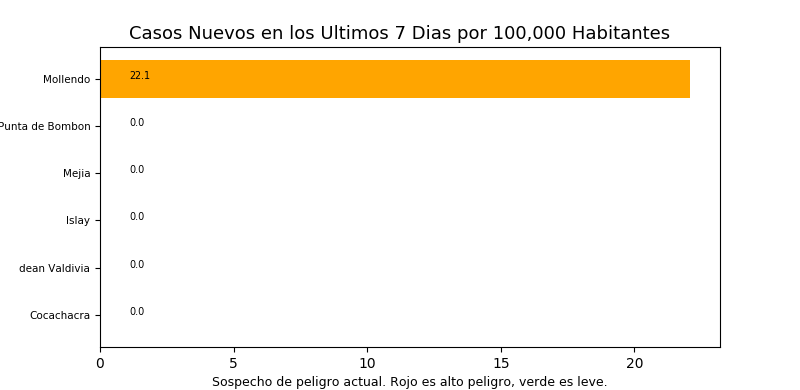 Casos Nuevos en los Ultimos 7 Dias por 100,000 Habitantes
Mollendo 22.1
Punta de Bombon 0.0
Mejia 0.0
Islay 0.0
dean Valdivia 0.0
Cocachacra 0.0
0 5 10 15 20
Sospecho de peligro actual. Rojo es alto peligro, verde es leve.